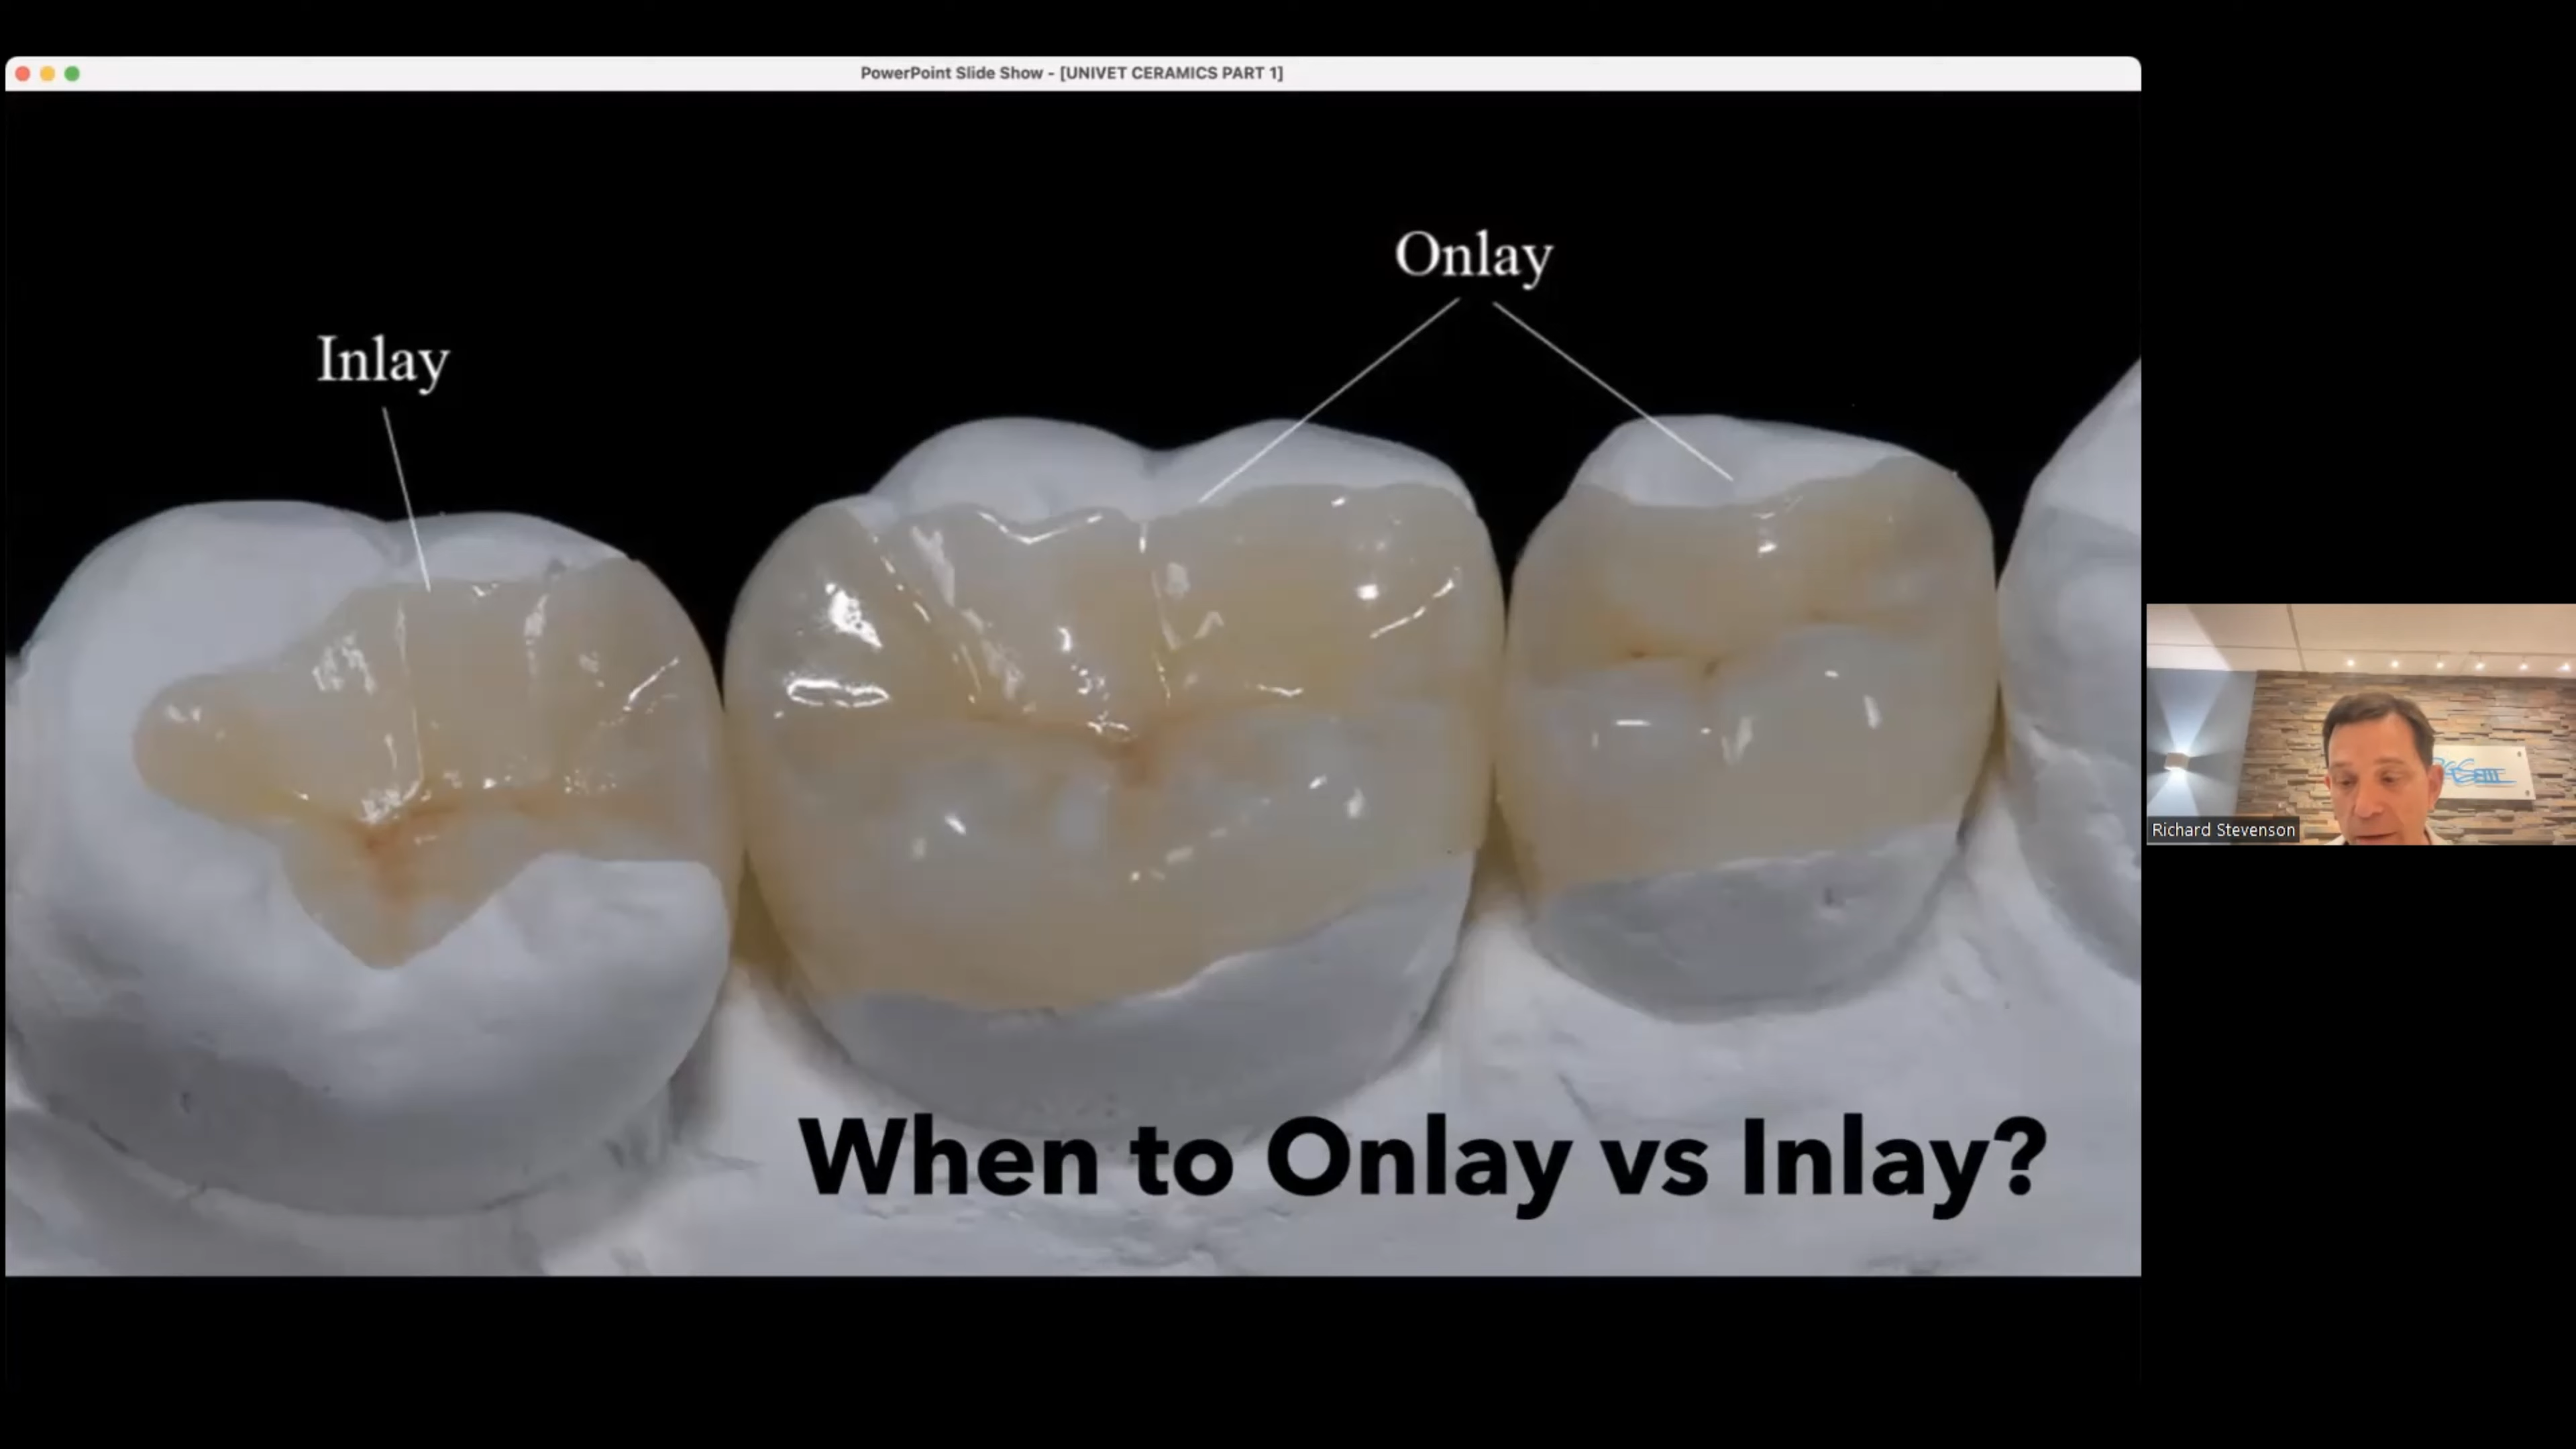 PowerPoint Slide Show - [UNIVET CERAMICS PART 1]
Onlay
Inlay
Richard Stevenson
When to Onlay vs Inlay?